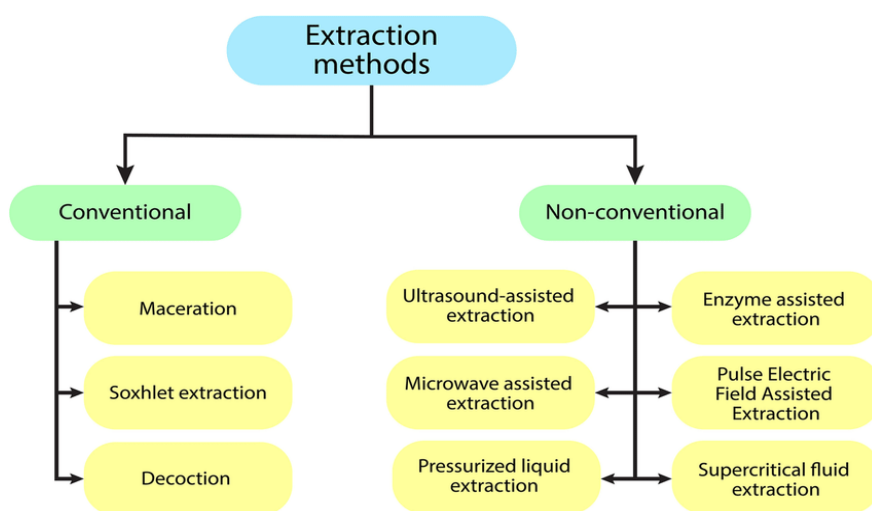 Extraction
methods
Conventional
Non-conventional
Maceration
Soxhlet extraction
Decoction
Ultrasound-assisted
extraction
Enzyme assisted
extraction
Microwave assisted
extraction
Pulse Electric
Field Assisted
Extraction
Pressurized liquid
extraction
Supercritical fluid
extraction